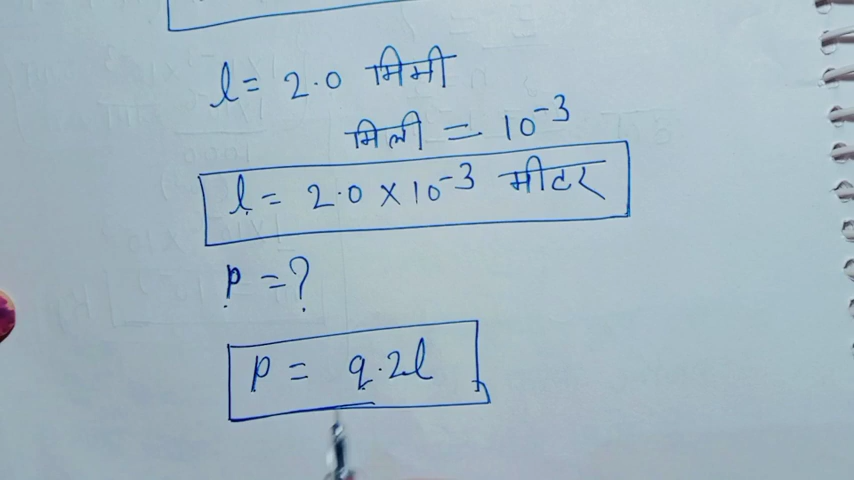 l = 2.0 मिमी
मिली = 10⁻³
l = 2.0 × 10⁻³ मीटर
p = ?
p = q.2l